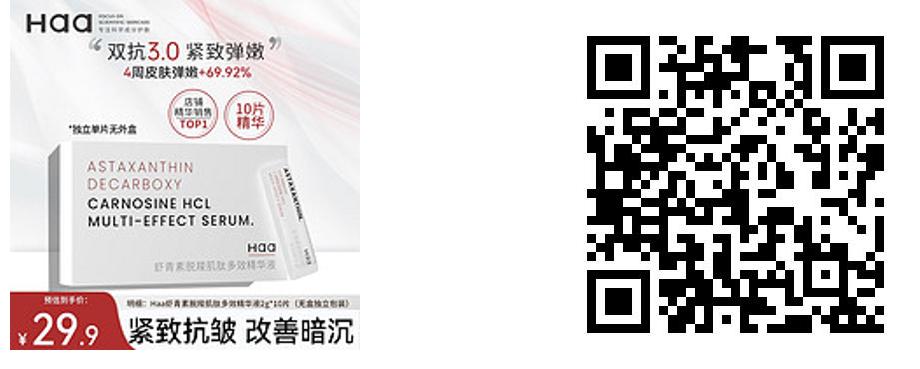 Haa
FOCUS ON
SCIENTIFIC SKINCARE
专注科学成分护肤
“双抗3.0 紧致弹嫩”
4周皮肤弹嫩+69.92%
店铺
精华销售
TOP1
10片
精华
*独立单片无外盒
ASTAXANTHIN
DECARBOXY
CARNOSINE HCL
MULTI-EFFECT SERUM.
ASTAXANTHIN
Haa
Haa
虾青素脱羧肌肽多效精华液
预估到手价:
¥29.9
明细: Haa虾青素脱羧肌肽多效精华液2g*10片 (无盒独立包装)
紧致抗皱 改善暗沉